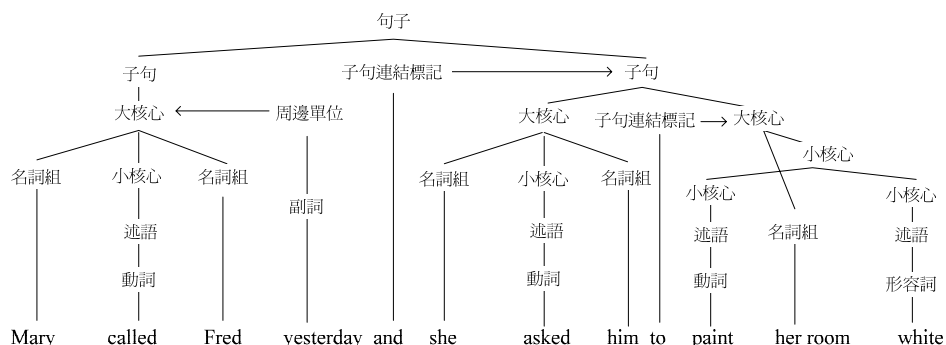 句子
子句 子句連結標記 子句
大核心 周邊單位 大核心 子句連結標記 大核心
小核心
名詞組 小核心 名詞組 名詞組 小核心 名詞組 小核心 小核心
副詞
述語 述語 述語 名詞組 述語
動詞 動詞 動詞 形容詞
Mary called Fred yesterday and she asked him to paint her room white